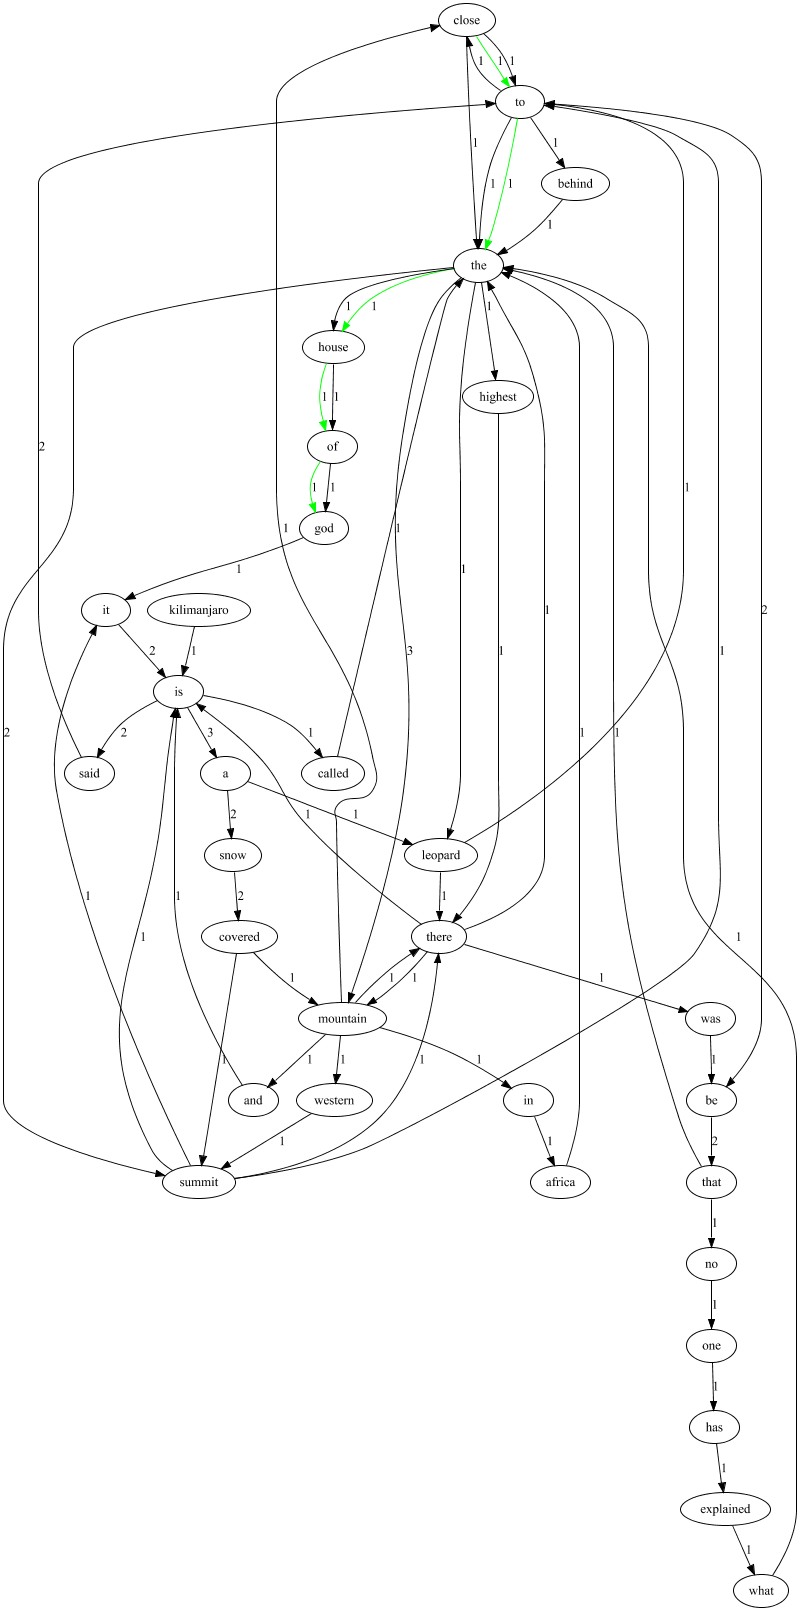 close
1 1 1
to
1 1
behind
1 1 1
the
1 1 1
house
highest
1 1
of
2 1
1 1
god
1 1
1 1
it kilimanjaro
2 1 1 2
is
1 3 1 1
2 2 3 1 1
said a called
2 1 1
snow leopard
1 2 1
covered there
1 1 1 1 1 1
mountain was
1 1 1 1 1
and western in be
1 1 2
summit africa that
1
no
1
one
1
has
1
explained
1
what